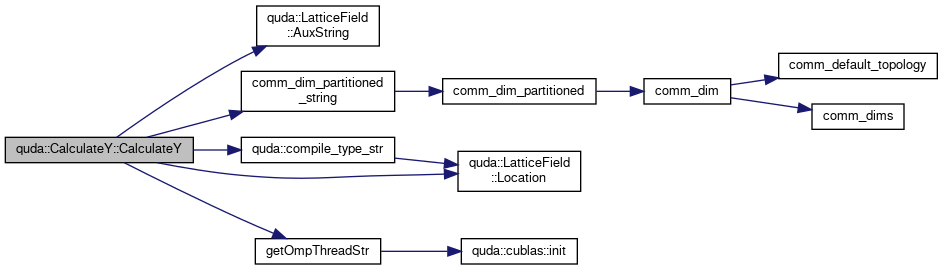 quda::LatticeField
::AuxString
comm_dim_partitioned
_string
comm_dim_partitioned
comm_dim
comm_default_topology
comm_dims
quda::CalculateY::CalculateY
quda::compile_type_str
quda::LatticeField
::Location
getOmpThreadStr
quda::cublas::init